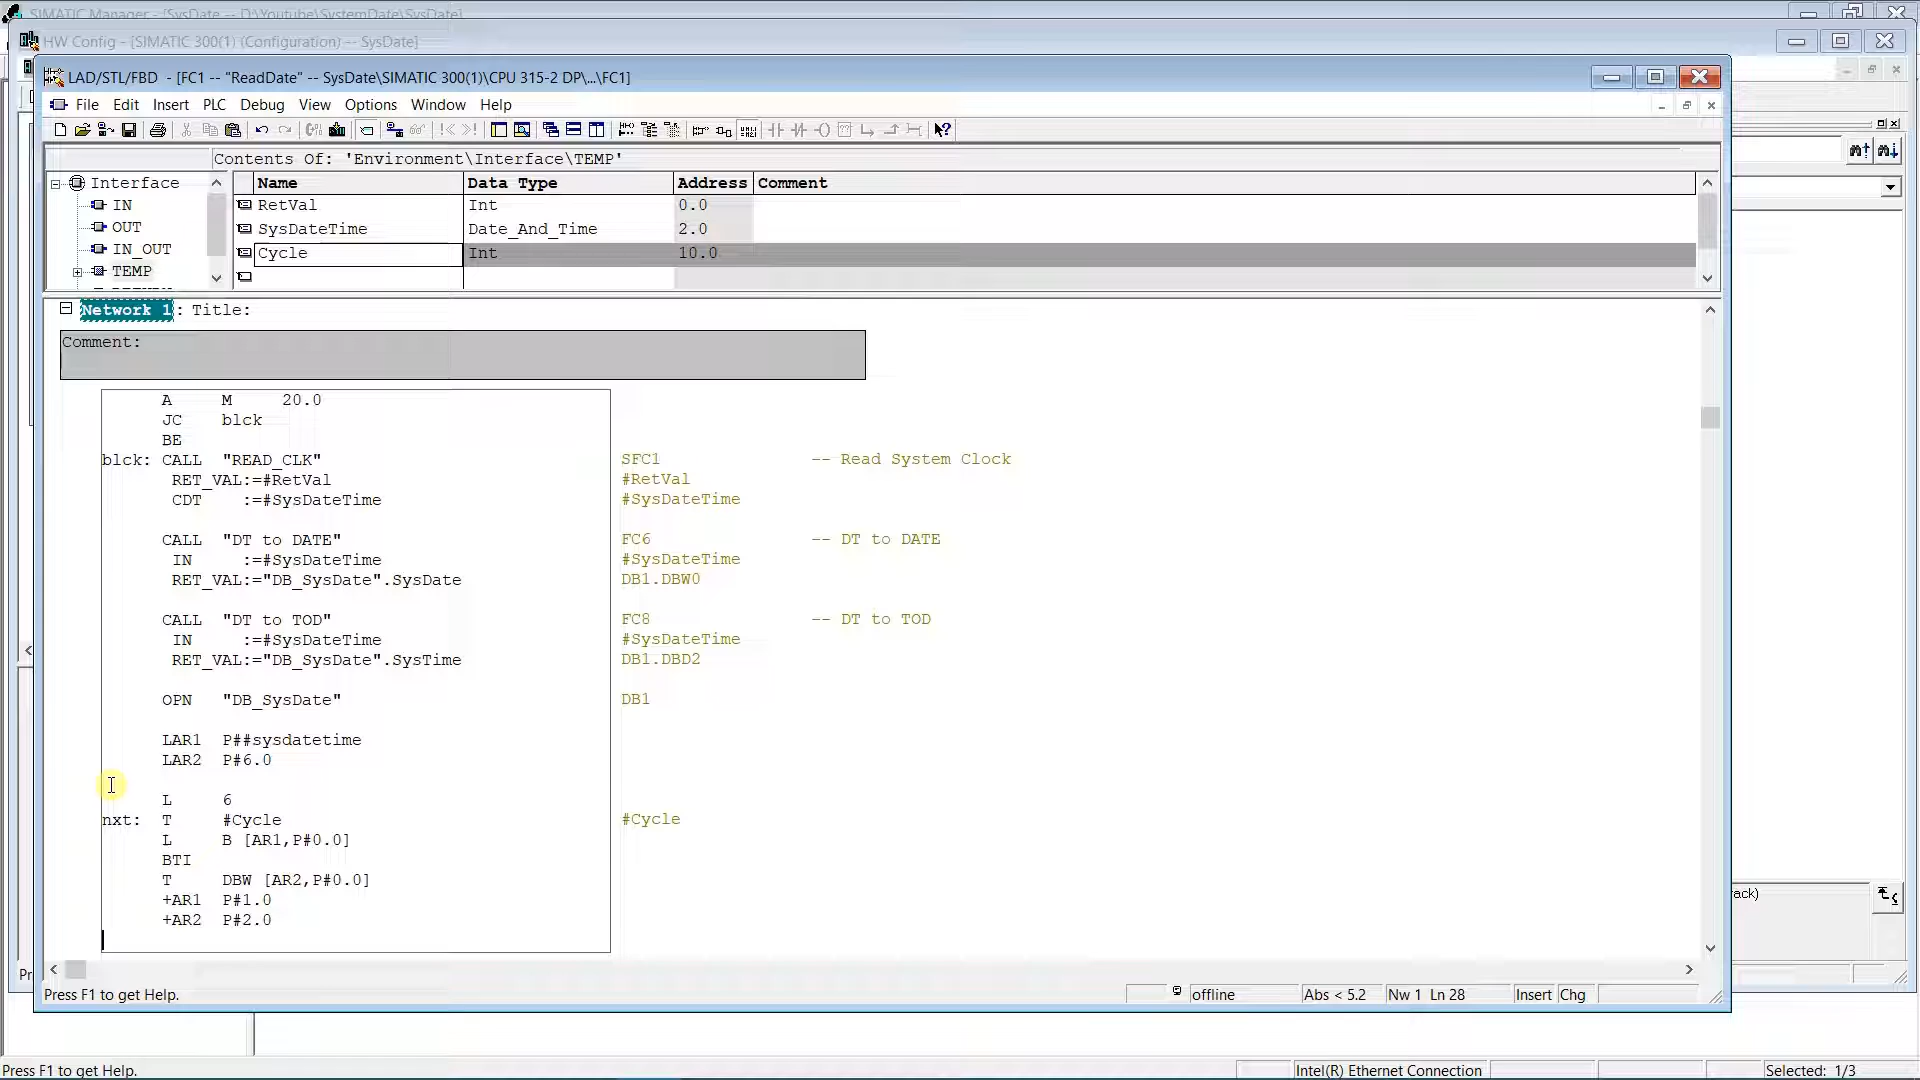 SIMATIC Manager - [SysDate -- D:\Youtube\SystemDate\SysDate]
HW Config - [SIMATIC 300(1) (Configuration) -- SysDate]
LAD/STL/FBD - [FC1 -- "ReadDate" -- SysDate\SIMATIC 300(1)\CPU 315-2 DP\...\FC1]
File Edit Insert PLC Debug View Options Window Help
Contents Of: 'Environment\Interface\TEMP'
Interface
IN
OUT
IN_OUT
TEMP
Name Data Type Address Comment
RetVal Int 0.0
SysDateTime Date_And_Time 2.0
Cycle Int 10.0
Network 1: Title:
Comment:
A M 20.0
JC blck
BE
blck: CALL "READ_CLK" SFC1 -- Read System Clock
RET_VAL:=#RetVal #RetVal
CDT :=#SysDateTime #SysDateTime
CALL "DT to DATE" FC6 -- DT to DATE
IN :=#SysDateTime #SysDateTime
RET_VAL:="DB_SysDate".SysDate DB1.DBW0
CALL "DT to TOD" FC8 -- DT to TOD
IN :=#SysDateTime #SysDateTime
RET_VAL:="DB_SysDate".SysTime DB1.DBD2
OPN "DB_SysDate" DB1
LAR1 P##sysdatetime
LAR2 P#6.0
L 6
nxt: T #Cycle #Cycle
L B [AR1,P#0.0]
BTI
T DBW [AR2,P#0.0]
+AR1 P#1.0
+AR2 P#2.0
rack)
Pr
Press F1 to get Help. offline Abs < 5.2 Nw 1 Ln 28 Insert Chg
Press F1 to get Help. Intel(R) Ethernet Connection Selected: 1/3